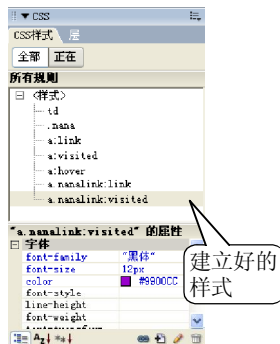 CSS
CSS样式 层
全部 正在
所有规则
<样式>
td
.nana
a:link
a:visited
a:hover
a.nanalink:link
a.nanalink:visited
"a.nanalink:visited" 的属性
字体
font-family "黑体"
font-size 12px
color #9900CC
font-style
line-height
font-weight
建立好的
样式